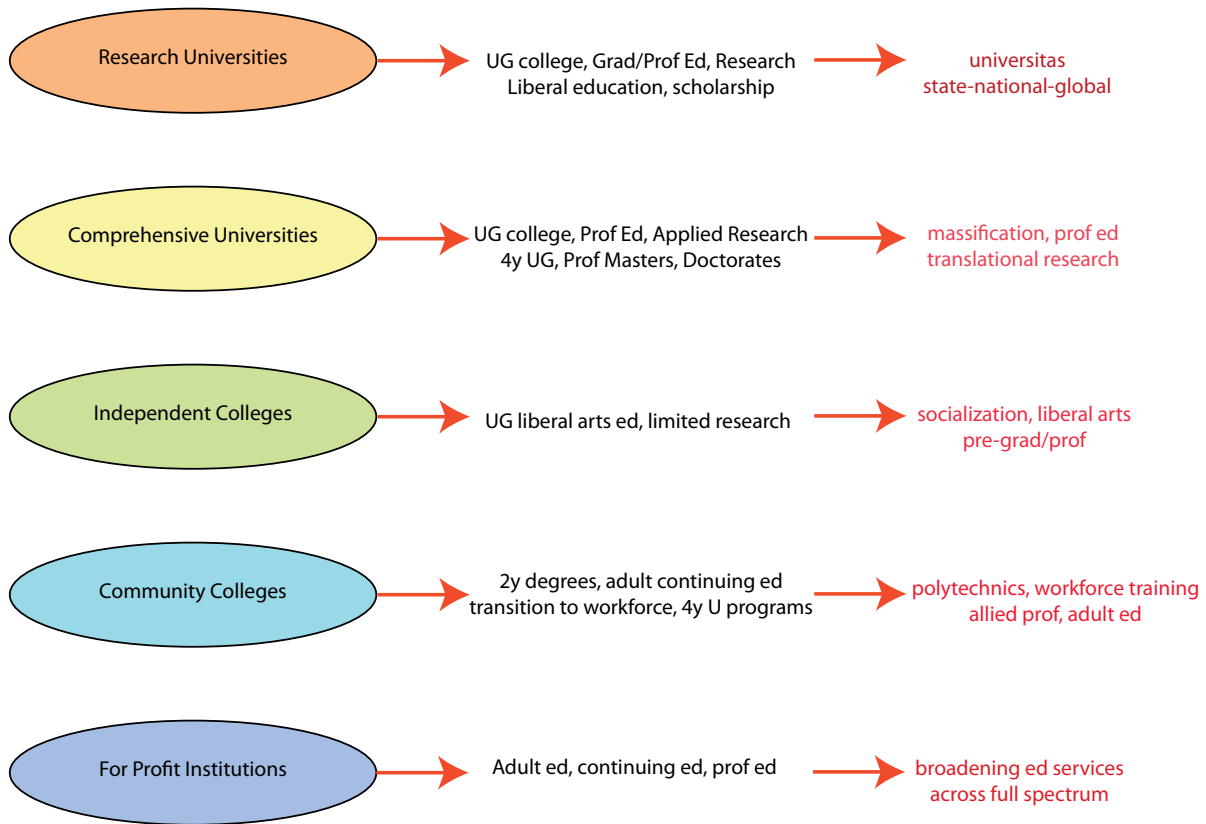 Research Universities
UG college, Grad/Prof Ed, Research
Liberal education, scholarship
universitas
state-national-global
Comprehensive Universities
UG college, Prof Ed, Applied Research
4y UG, Prof Masters, Doctorates
massification, prof ed
translational research
Independent Colleges
UG liberal arts ed, limited research
socialization, liberal arts
pre-grad/prof
Community Colleges
2y degrees, adult continuing ed
transition to workforce, 4y U programs
polytechnics, workforce training
allied prof, adult ed
For Profit Institutions
Adult ed, continuing ed, prof ed
broadening ed services
across full spectrum